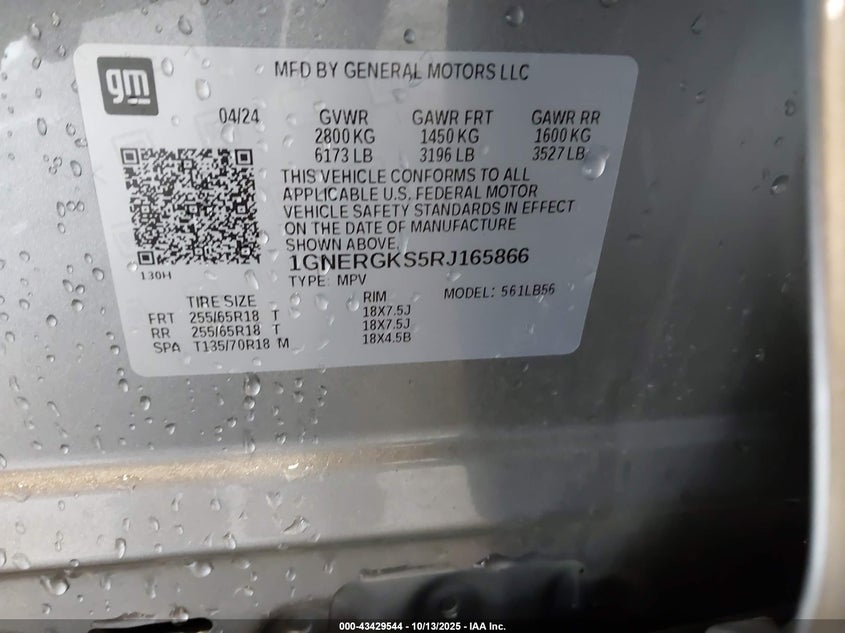 gm
MFD BY GENERAL MOTORS LLC
04/24 GVWR GAWR FRT GAWR RR
2800 KG 1450 KG 1600 KG
6173 LB 3196 LB 3527 LB
THIS VEHICLE CONFORMS TO ALL
APPLICABLE U.S. FEDERAL MOTOR
VEHICLE SAFETY STANDARDS IN EFFECT
ON THE DATE OF MANUFACTURE
SHOWN ABOVE.
130H
1GNERGKS5RJ165866
TYPE: MPV MODEL: 561LB56
TIRE SIZE RIM
FRT 255/65R18 T 18X7.5J
RR 255/65R18 T 18X7.5J
SPA T135/70R18 M 18X4.5B
000-43429544 - 10/13/2025 - IAA Inc.